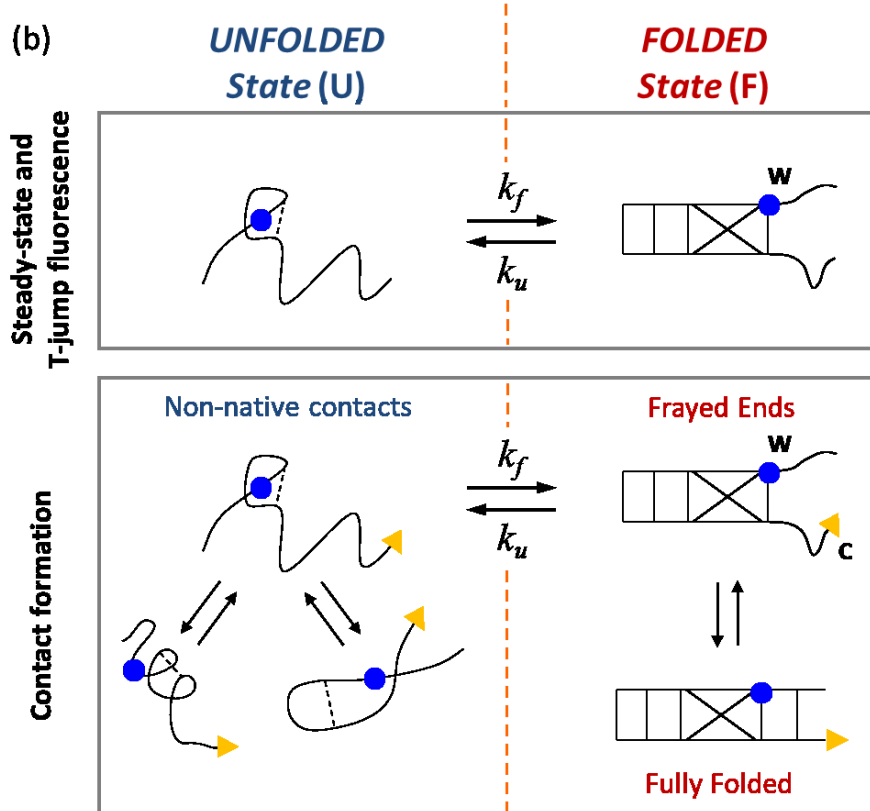 (b)
UNFOLDED
State (U)
FOLDED
State (F)
Steady-state and
T-jump fluorescence
k_f
k_u
W
Contact formation
Non-native contacts
Frayed Ends
k_f
k_u
W
C
Fully Folded